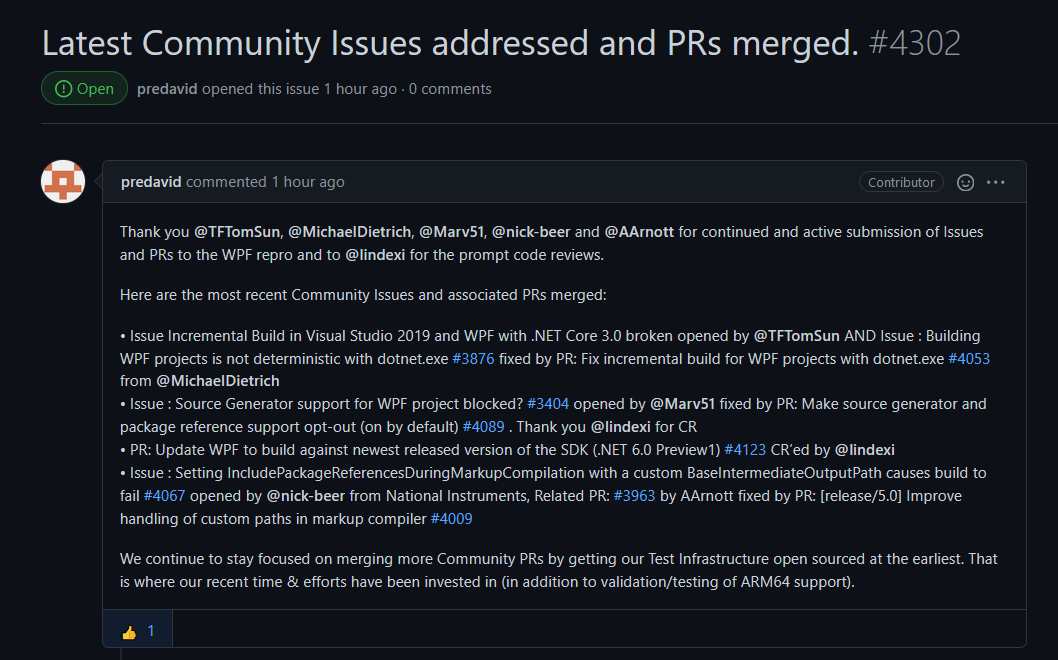 Latest Community Issues addressed and PRs merged. #4302
Open predavid opened this issue 1 hour ago · 0 comments
predavid commented 1 hour ago Contributor
Thank you @TFTomSun, @MichaelDietrich, @Marv51, @nick-beer and @AArnott for continued and active submission of Issues
and PRs to the WPF repro and to @lindexi for the prompt code reviews.
Here are the most recent Community Issues and associated PRs merged:
• Issue Incremental Build in Visual Studio 2019 and WPF with .NET Core 3.0 broken opened by @TFTomSun AND Issue : Building
WPF projects is not deterministic with dotnet.exe #3876 fixed by PR: Fix incremental build for WPF projects with dotnet.exe #4053
from @MichaelDietrich
• Issue : Source Generator support for WPF project blocked? #3404 opened by @Marv51 fixed by PR: Make source generator and
package reference support opt-out (on by default) #4089 . Thank you @lindexi for CR
• PR: Update WPF to build against newest released version of the SDK (.NET 6.0 Preview1) #4123 CR’ed by @lindexi
• Issue : Setting IncludePackageReferencesDuringMarkupCompilation with a custom BaseIntermediateOutputPath causes build to
fail #4067 opened by @nick-beer from National Instruments, Related PR: #3963 by AArnott fixed by PR: [release/5.0] Improve
handling of custom paths in markup compiler #4009
We continue to stay focused on merging more Community PRs by getting our Test Infrastructure open sourced at the earliest. That
is where our recent time & efforts have been invested in (in addition to validation/testing of ARM64 support).
👍 1